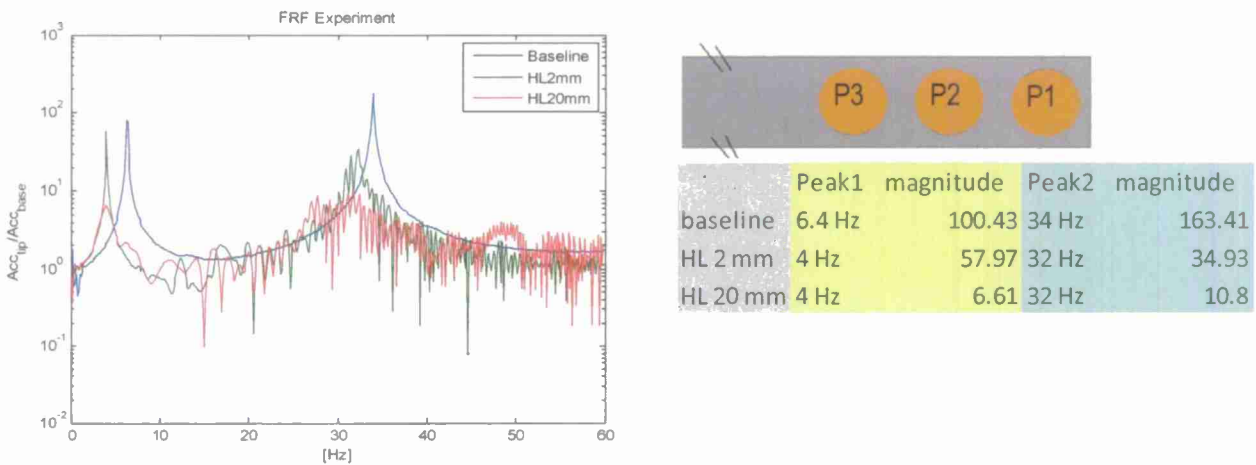 FRF Experiment
10^3
10^2
10^1
10^0
10^-1
10^-2
Acc_tip/Acc_base
0 10 20 30 40 50 60
[Hz]
Baseline
HL2mm
HL20mm
P3 P2 P1
Peak1 magnitude Peak2 magnitude
baseline 6.4 Hz 100.43 34 Hz 163.41
HL 2 mm 4 Hz 57.97 32 Hz 34.93
HL 20 mm 4 Hz 6.61 32 Hz 10.8